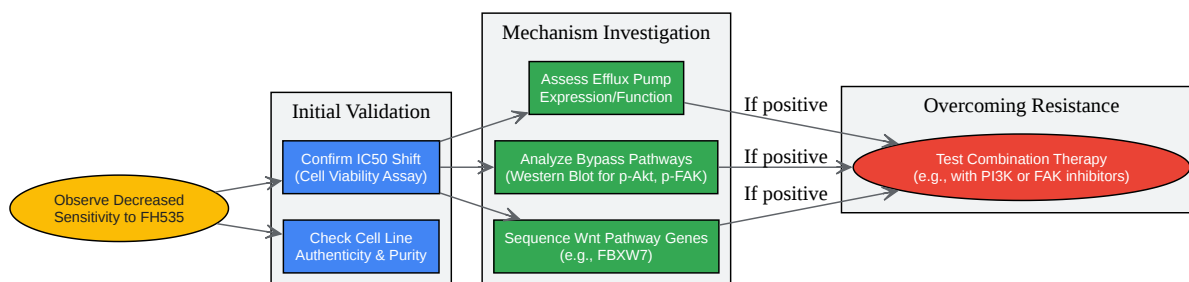 Observe Decreased
Sensitivity to FH535
Initial Validation
Confirm IC50 Shift
(Cell Viability Assay)
Check Cell Line
Authenticity & Purity
Mechanism Investigation
Assess Efflux Pump
Expression/Function
Analyze Bypass Pathways
(Western Blot for p-Akt, p-FAK)
Sequence Wnt Pathway Genes
(e.g., FBXW7)
If positive
If positive
If positive
Overcoming Resistance
Test Combination Therapy
(e.g., with PI3K or FAK inhibitors)